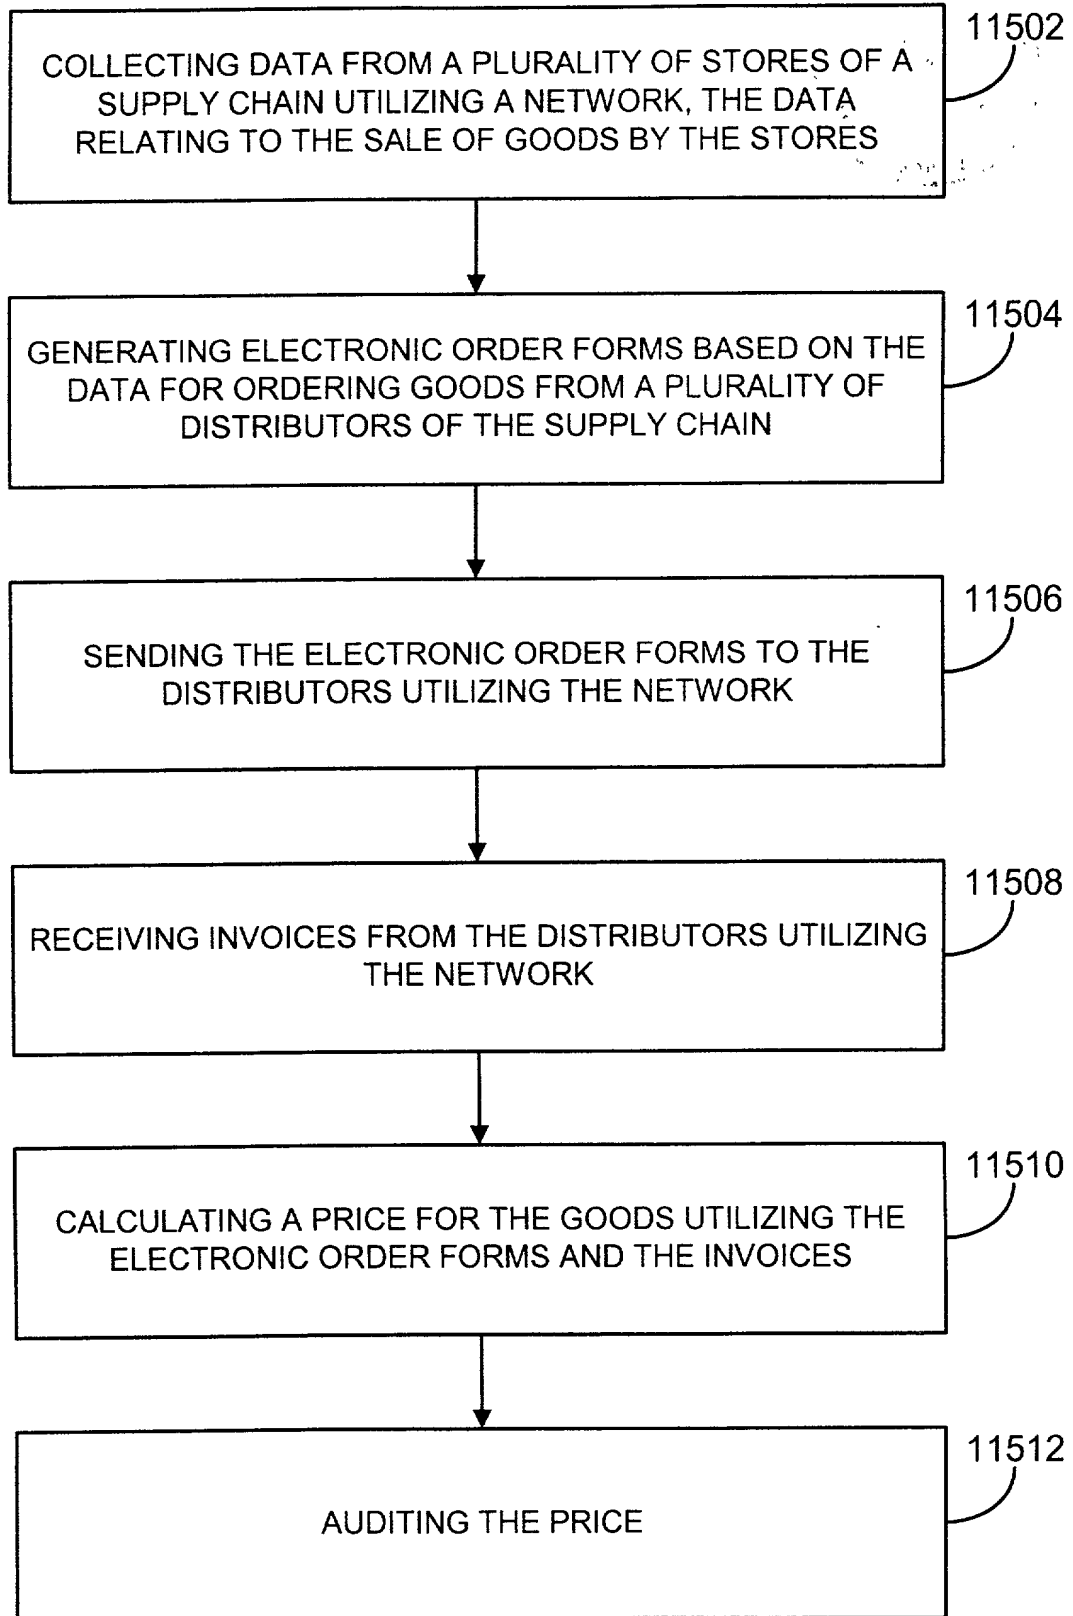 11502
COLLECTING DATA FROM A PLURALITY OF STORES OF A
SUPPLY CHAIN UTILIZING A NETWORK, THE DATA
RELATING TO THE SALE OF GOODS BY THE STORES
11504
GENERATING ELECTRONIC ORDER FORMS BASED ON THE
DATA FOR ORDERING GOODS FROM A PLURALITY OF
DISTRIBUTORS OF THE SUPPLY CHAIN
11506
SENDING THE ELECTRONIC ORDER FORMS TO THE
DISTRIBUTORS UTILIZING THE NETWORK
11508
RECEIVING INVOICES FROM THE DISTRIBUTORS UTILIZING
THE NETWORK
11510
CALCULATING A PRICE FOR THE GOODS UTILIZING THE
ELECTRONIC ORDER FORMS AND THE INVOICES
11512
AUDITING THE PRICE